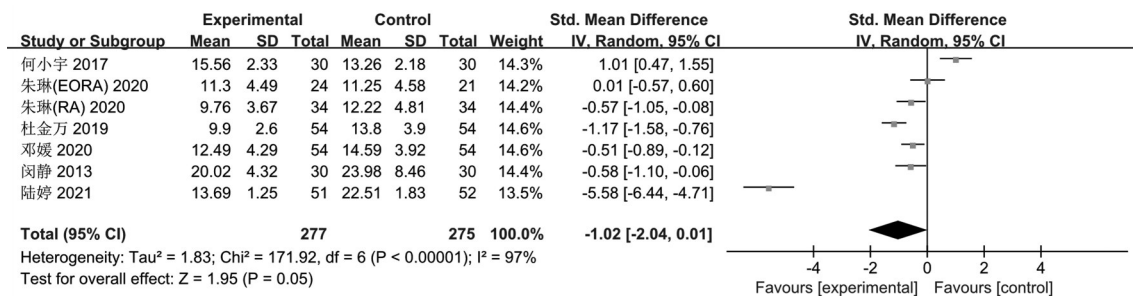 Experimental Control Std. Mean Difference Std. Mean Difference
Study or Subgroup Mean SD Total Mean SD Total Weight IV, Random, 95% CI IV, Random, 95% CI
何小宇 2017 15.56 2.33 30 13.26 2.18 30 14.3% 1.01 [0.47, 1.55]
朱琳(EORA) 2020 11.3 4.49 24 11.25 4.58 21 14.2% 0.01 [-0.57, 0.60]
朱琳(RA) 2020 9.76 3.67 34 12.22 4.81 34 14.4% -0.57 [-1.05, -0.08]
杜金万 2019 9.9 2.6 54 13.8 3.9 54 14.6% -1.17 [-1.58, -0.76]
邓媛 2020 12.49 4.29 54 14.59 3.92 54 14.6% -0.51 [-0.89, -0.12]
闵静 2013 20.02 4.32 30 23.98 8.46 30 14.3% -0.58 [-1.10, -0.06]
陆婷 2021 13.69 1.25 51 22.51 1.83 52 13.5% -5.58 [-6.44, -4.71]
Total (95% CI) 277 275 100.0% -1.02 [-2.04, 0.01]
Heterogeneity: Tau² = 1.83; Chi² = 171.92, df = 6 (P < 0.00001); I² = 97%
Test for overall effect: Z = 1.95 (P = 0.05)
-4 -2 0 2 4
Favours [experimental] Favours [control]